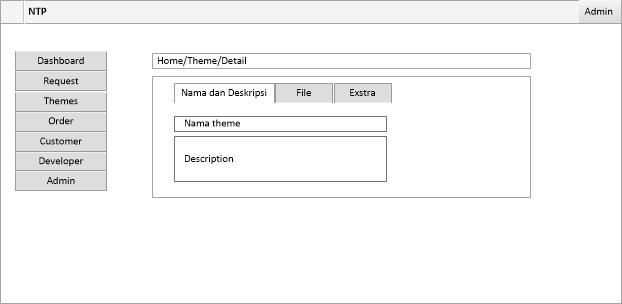 NTP
Admin
Dashboard
Request
Themes
Order
Customer
Developer
Admin
Home/Theme/Detail
Nama dan Deskripsi
File
Exstra
Nama theme
Description